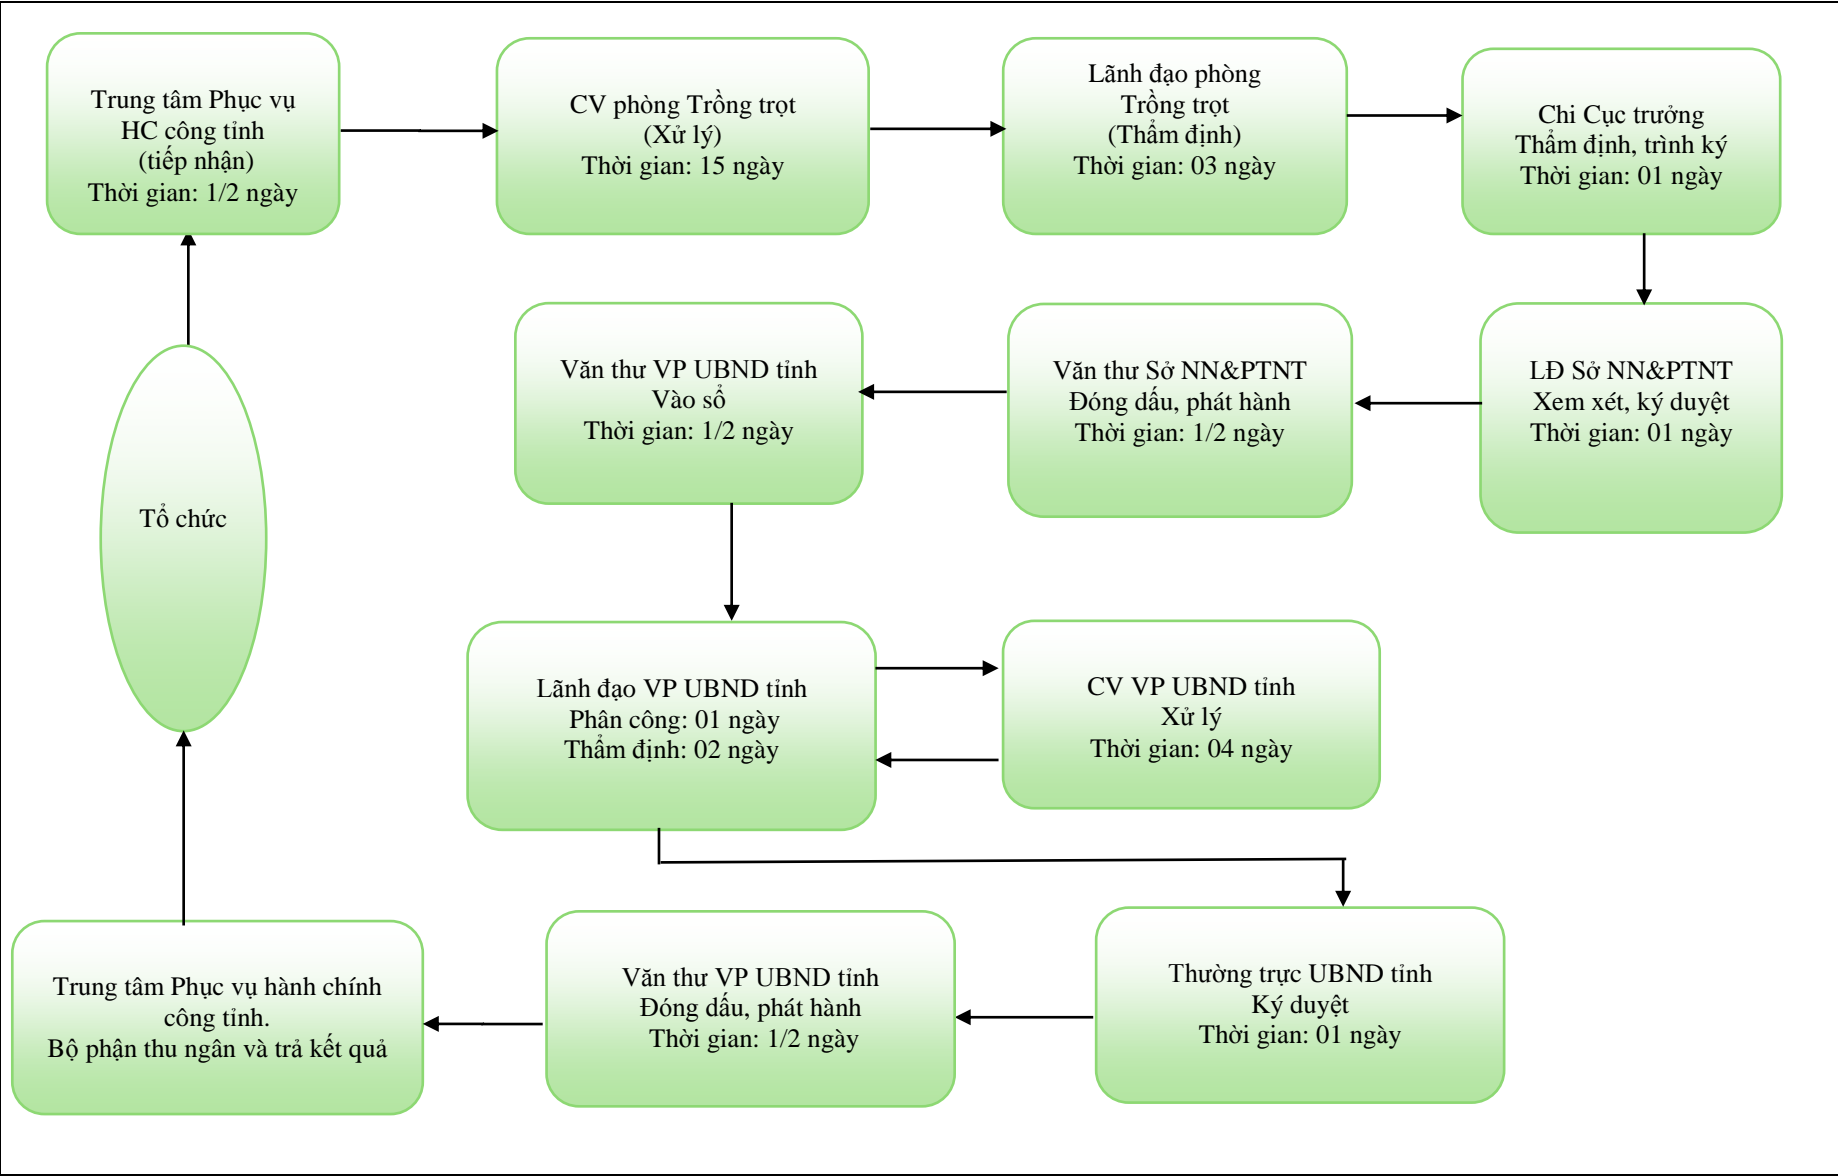 Trung tâm Phục vụ
HC công tỉnh
(tiếp nhận)
Thời gian: 1/2 ngày
CV phòng Trồng trọt
(Xử lý)
Thời gian: 15 ngày
Lãnh đạo phòng
Trồng trọt
(Thẩm định)
Thời gian: 03 ngày
Chi Cục trưởng
Thẩm định, trình ký
Thời gian: 01 ngày
LĐ Sở NN&PTNT
Xem xét, ký duyệt
Thời gian: 01 ngày
Văn thư Sở NN&PTNT
Đóng dấu, phát hành
Thời gian: 1/2 ngày
Văn thư VP UBND tỉnh
Vào sổ
Thời gian: 1/2 ngày
Tổ chức
Lãnh đạo VP UBND tỉnh
Phân công: 01 ngày
Thẩm định: 02 ngày
CV VP UBND tỉnh
Xử lý
Thời gian: 04 ngày
Thường trực UBND tỉnh
Ký duyệt
Thời gian: 01 ngày
Văn thư VP UBND tỉnh
Đóng dấu, phát hành
Thời gian: 1/2 ngày
Trung tâm Phục vụ hành chính
công tỉnh.
Bộ phận thu ngân và trả kết quả